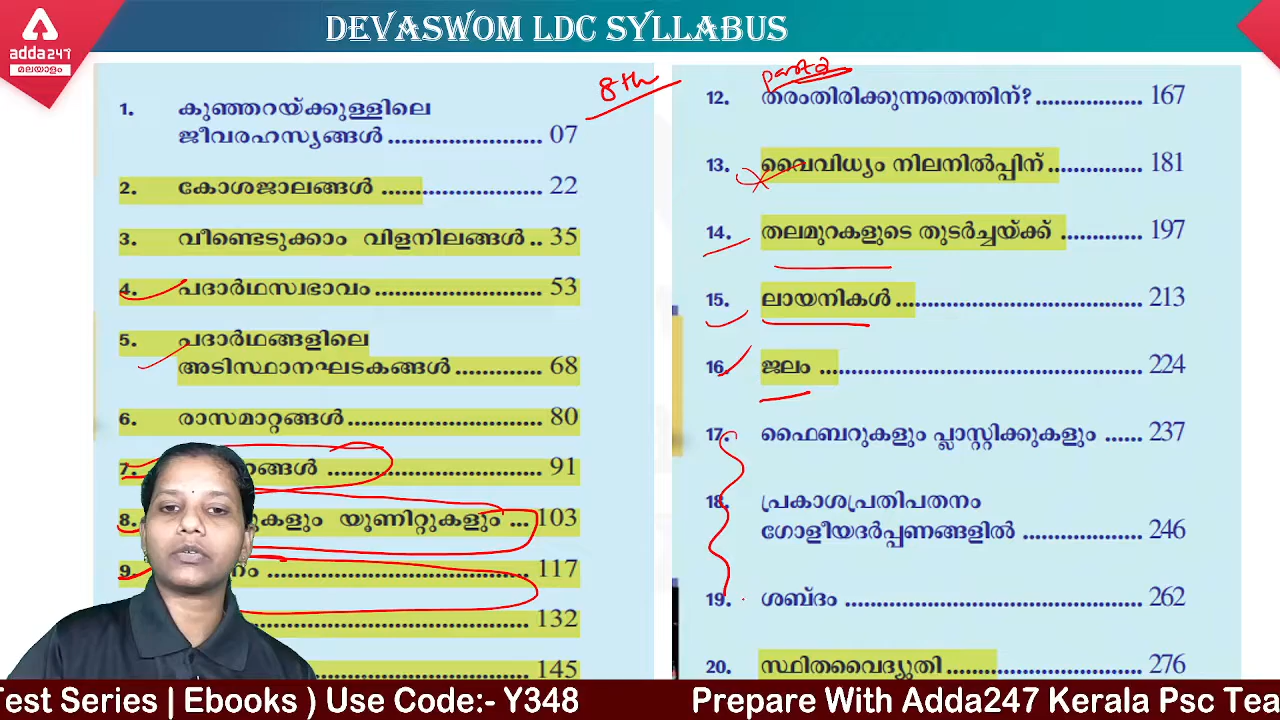 adda247
മലയാളം
DEVASWOM LDC SYLLABUS
8th
1. കുഞ്ഞറയ്ക്കുള്ളിലെ
ജീവരഹസ്യങ്ങൾ ........................... 07
2. കോശജാലങ്ങൾ ........................... 22
3. വീണ്ടെടുക്കാം വിളനിലങ്ങൾ .. 35
4. പദാർഥസ്വഭാവം ........................... 53
5. പദാർഥങ്ങളിലെ
അടിസ്ഥാനഘടകങ്ങൾ ............... 68
6. രാസമാറ്റങ്ങൾ ............................... 80
7. ................................... 91
8. യൂണിറ്റുകളും ... 103
9. ......................................... 117
132
145
part 2
12. തരംതിരിക്കുന്നതെന്തിന്? ................. 167
13. വൈവിധ്യം നിലനിൽപ്പിന് ............... 181
14. തലമുറകളുടെ തുടർച്ചയ്ക്ക് ............. 197
15. ലായനികൾ ....................................... 213
16. ജലം ................................................... 224
17. ഫൈബറുകളും പ്ലാസ്റ്റിക്കുകളും ...... 237
18. പ്രകാശപ്രതിപതനം
ഗോളീയദർപ്പണങ്ങളിൽ ................... 246
19. ശബ്ദം ............................................... 262
20. സ്ഥിതവൈദ്യുതി ............................... 276
Test Series | Ebooks ) Use Code:- Y348 Prepare With Adda247 Kerala Psc Tea